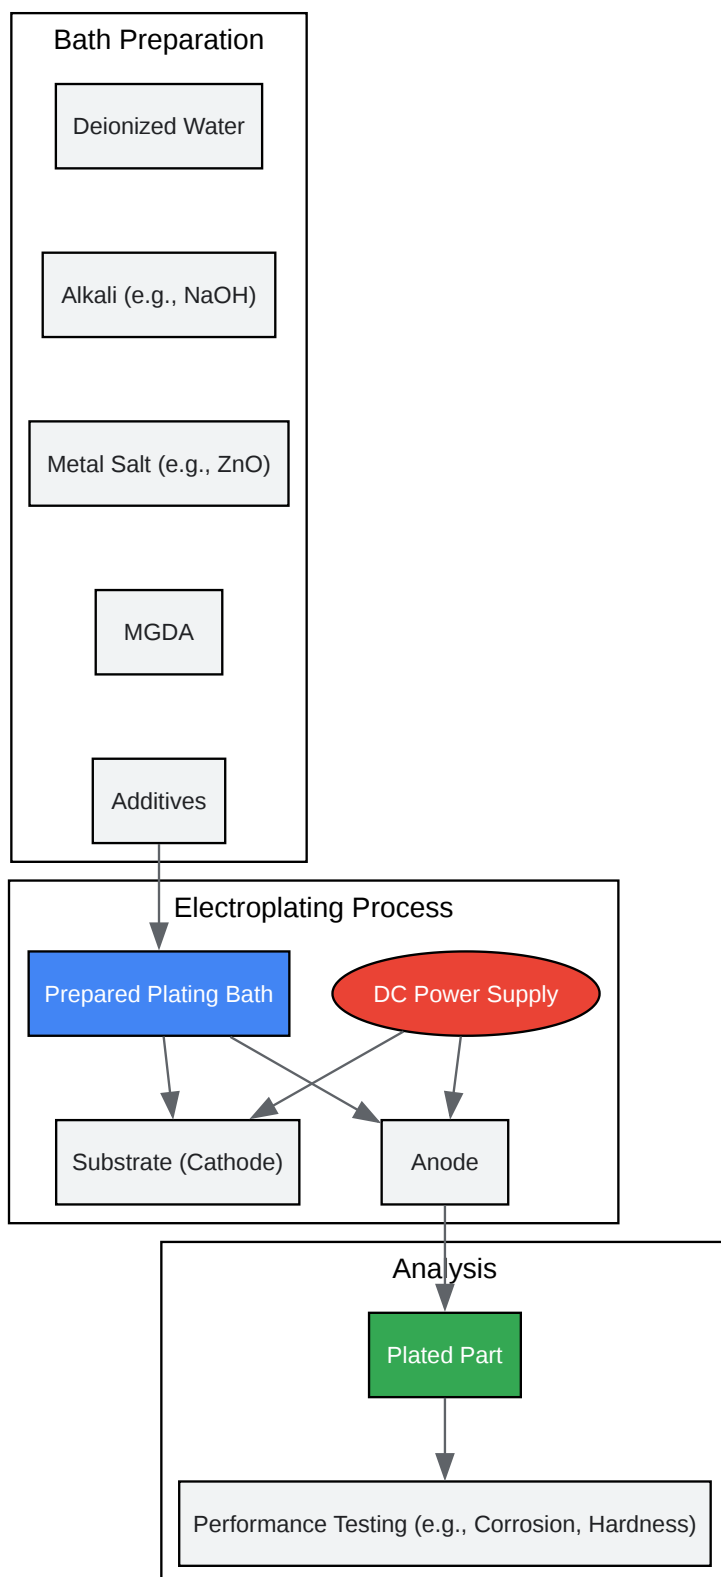 Bath Preparation
Deionized Water
Alkali (e.g., NaOH)
Metal Salt (e.g., ZnO)
MGDA
Additives
Electroplating Process
Prepared Plating Bath
DC Power Supply
Substrate (Cathode)
Anode
Analysis
Plated Part
Performance Testing (e.g., Corrosion, Hardness)